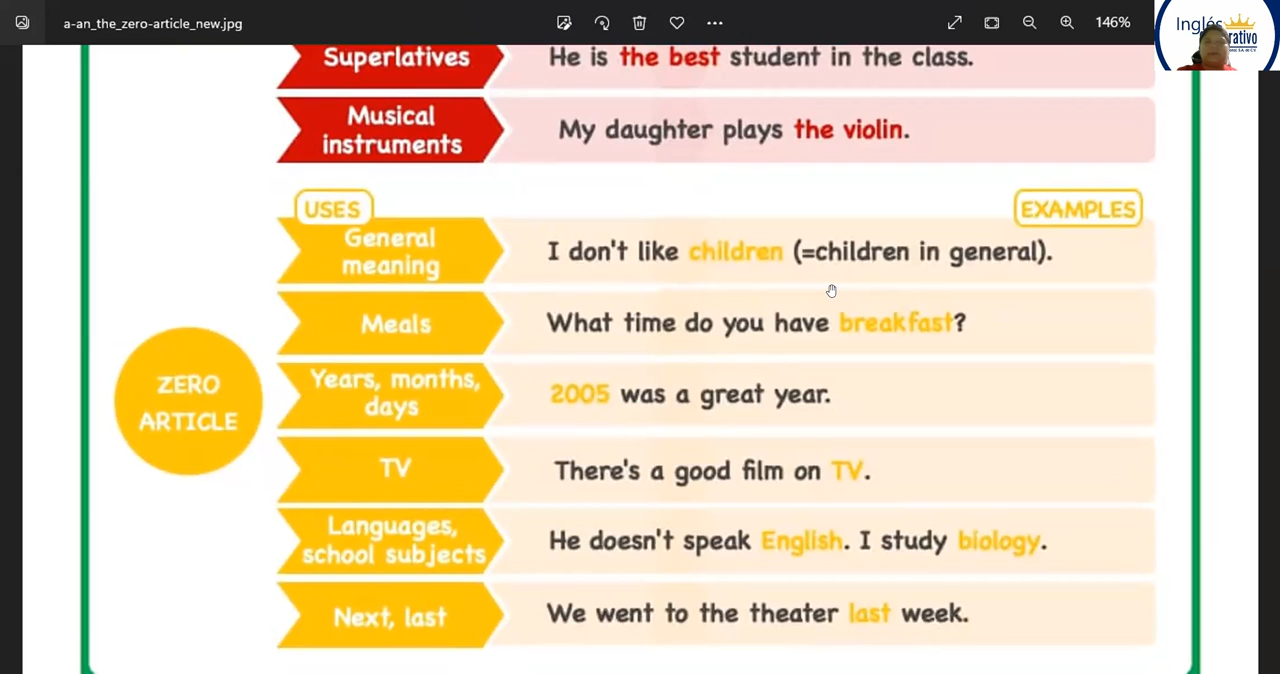 a-an_the_zero-article_new.jpg
146%
Inglés
Superlatives
He is the best student in the class.
Musical
instruments
My daughter plays the violin.
USES
EXAMPLES
General
meaning
I don't like children (=children in general).
Meals
What time do you have breakfast?
ZERO
ARTICLE
Years, months,
days
2005 was a great year.
TV
There's a good film on TV.
Languages,
school subjects
He doesn't speak English. I study biology.
Next, last
We went to the theater last week.